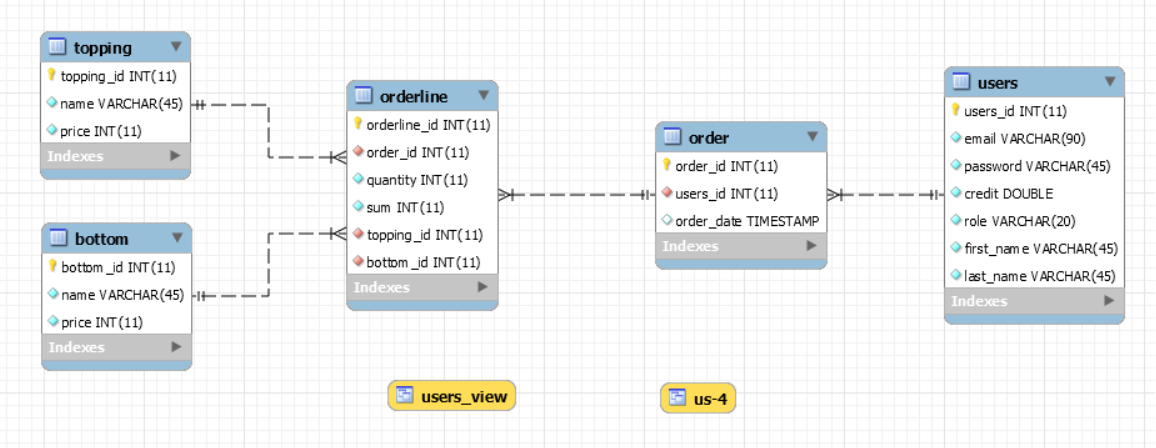 topping
topping_id INT(11)
name VARCHAR(45)
price INT(11)
Indexes
bottom
bottom_id INT(11)
name VARCHAR(45)
price INT(11)
Indexes
orderline
orderline_id INT(11)
order_id INT(11)
quantity INT(11)
sum INT(11)
topping_id INT(11)
bottom_id INT(11)
Indexes
order
order_id INT(11)
users_id INT(11)
order_date TIMESTAMP
Indexes
users
users_id INT(11)
email VARCHAR(90)
password VARCHAR(45)
credit DOUBLE
role VARCHAR(20)
first_name VARCHAR(45)
last_name VARCHAR(45)
Indexes
users_view
us-4